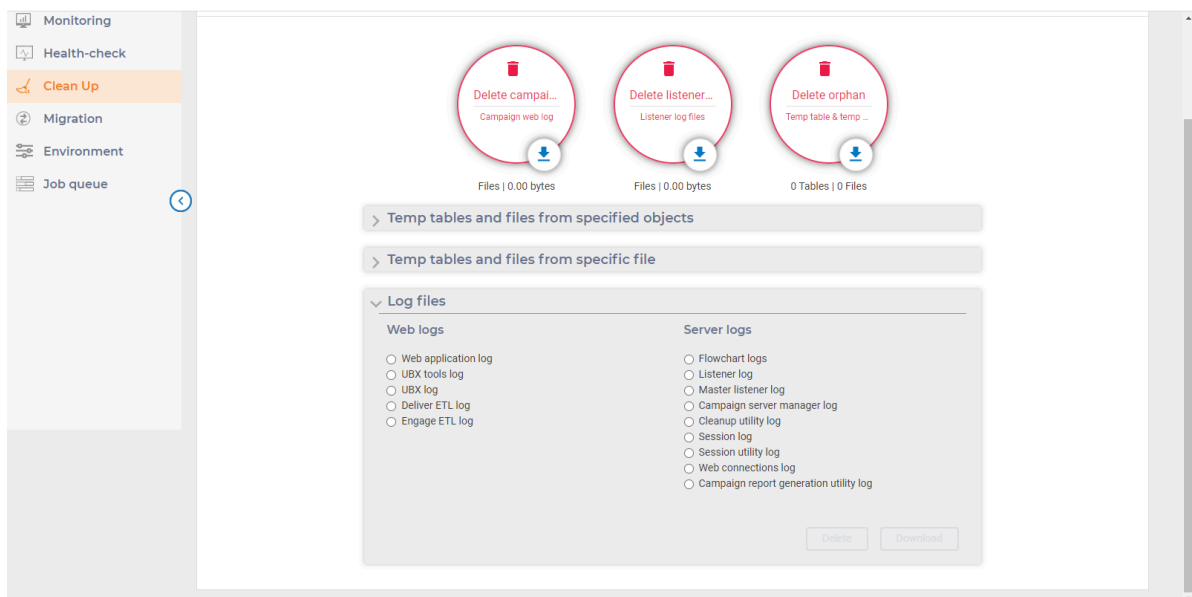 Monitoring
Health-check
Clean Up
Migration
Environment
Job queue
Delete campai...
Campaign web log
Files | 0.00 bytes
Delete listener...
Listener log files
Files | 0.00 bytes
Delete orphan
Temp table & temp ...
0 Tables | 0 Files
Temp tables and files from specified objects
Temp tables and files from specific file
Log files
Web logs
Web application log
UBX tools log
UBX log
Deliver ETL log
Engage ETL log
Server logs
Flowchart logs
Listener log
Master listener log
Campaign server manager log
Cleanup utility log
Session log
Session utility log
Web connections log
Campaign report generation utility log
Delete
Download